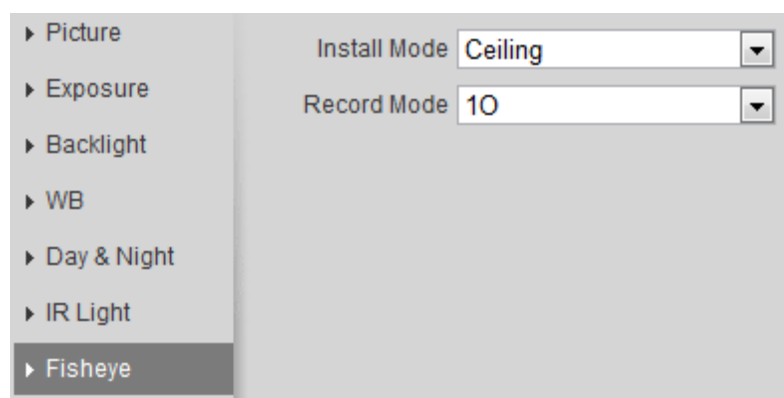 Picture
Exposure
Backlight
WB
Day & Night
IR Light
Fisheye
Install Mode Ceiling
Record Mode 1O